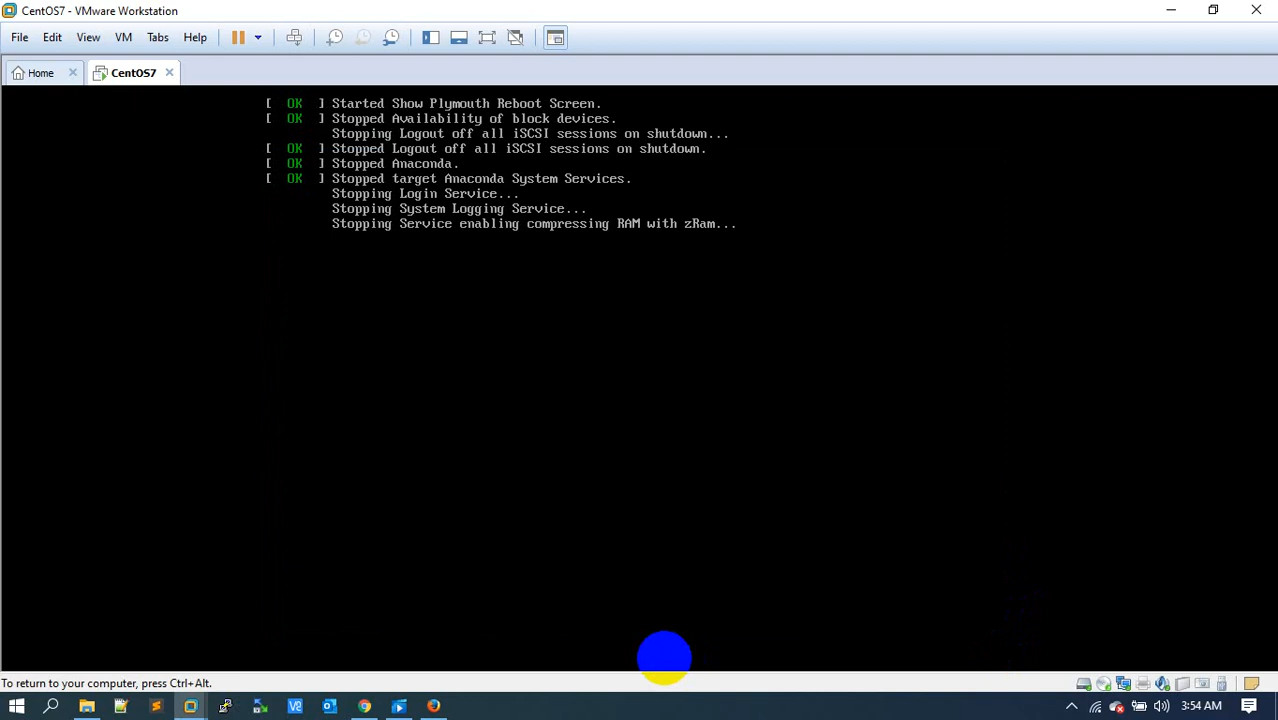 CentOS7 - VMware Workstation
File Edit View VM Tabs Help
Home CentOS7
[ OK ] Started Show Plymouth Reboot Screen.
[ OK ] Stopped Availability of block devices.
Stopping Logout off all iSCSI sessions on shutdown...
[ OK ] Stopped Logout off all iSCSI sessions on shutdown.
[ OK ] Stopped Anaconda.
[ OK ] Stopped target Anaconda System Services.
Stopping Login Service...
Stopping System Logging Service...
Stopping Service enabling compressing RAM with zRam...
To return to your computer, press Ctrl+Alt.
3:54 AM